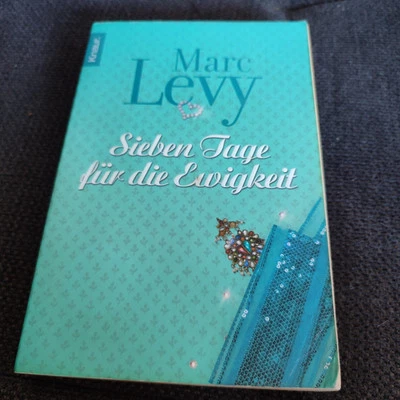 Knaur
Marc
Levy
Sieben Tage
für die Ewigkeit